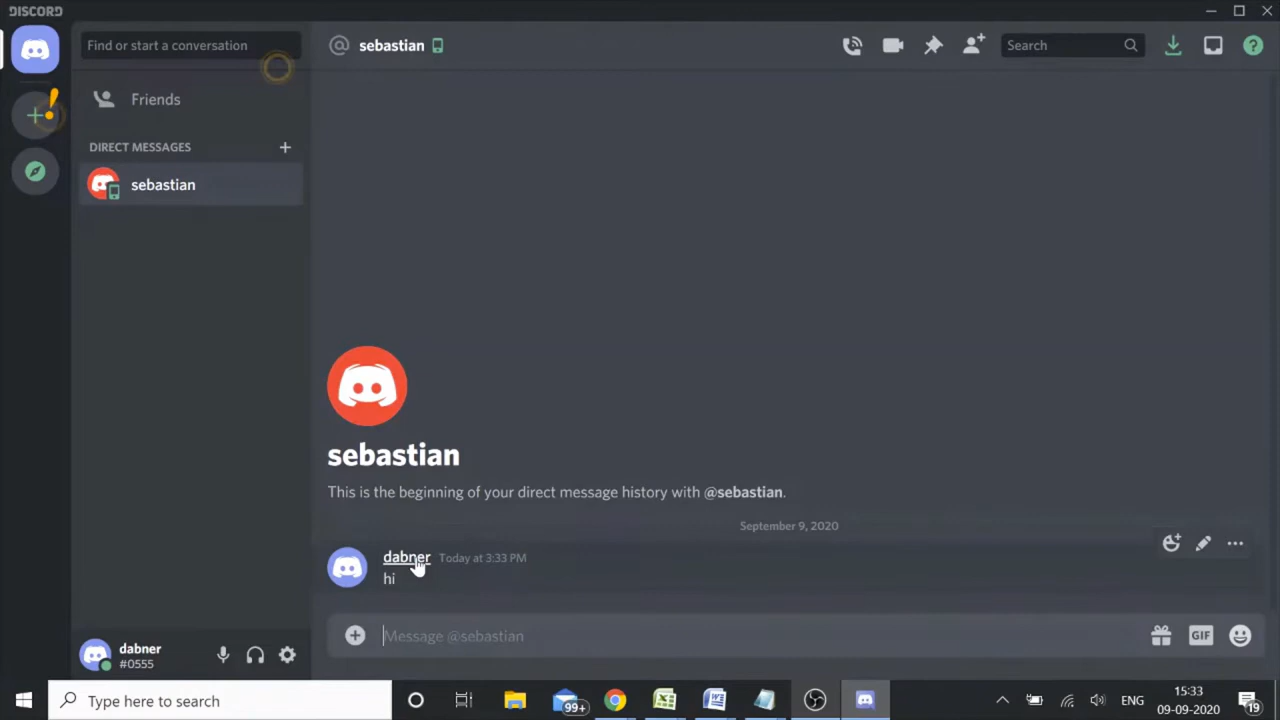 DISCORD
Find or start a conversation
sebastian
Search
Friends
DIRECT MESSAGES
sebastian
sebastian
This is the beginning of your direct message history with @sebastian.
September 9, 2020
dabner Today at 3:33 PM
hi
Message @sebastian
GIF
dabner
#0555
Type here to search
99+
ENG
15:33
09-09-2020
19